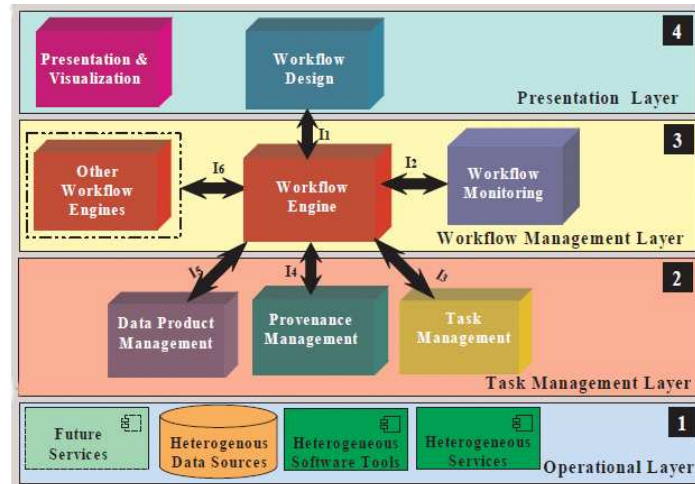 4
Presentation &
Visualization
Workflow
Design
Presentation Layer
I1
3
Other
Workflow
Engines
I6
Workflow
Engine
I2
Workflow
Monitoring
Workflow Management Layer
I5
I4
I3
2
Data Product
Management
Provenance
Management
Task
Management
Task Management Layer
1
Future
Services
Heterogenous
Data Sources
Heterogeneous
Software Tools
Heterogeneous
Services
Operational Layer